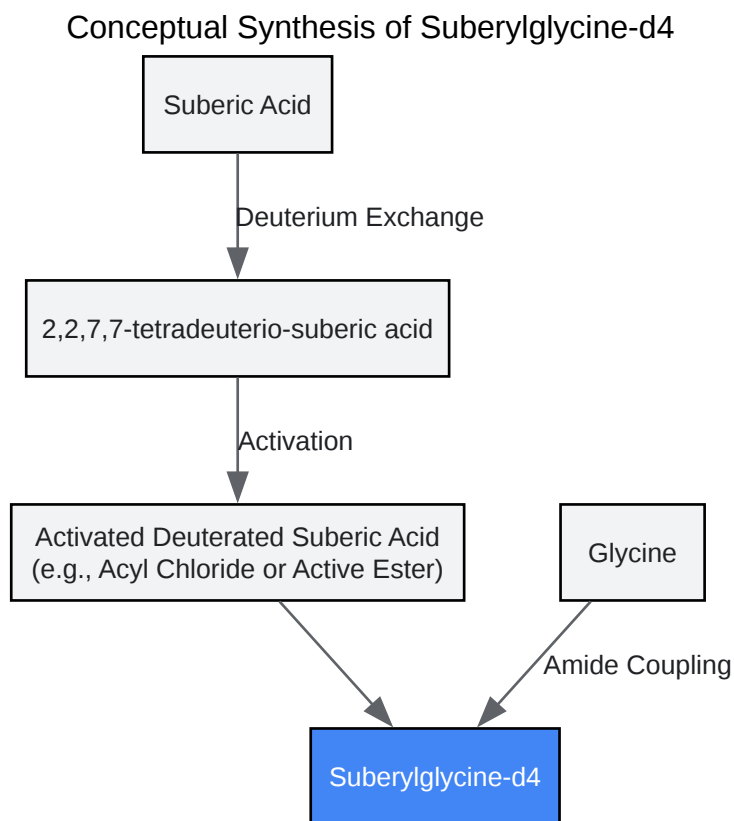 Conceptual Synthesis of Suberylglycine-d4
Suberic Acid
Deuterium Exchange
2,2,7,7-tetradeuterio-suberic acid
Activation
Activated Deuterated Suberic Acid
(e.g., Acyl Chloride or Active Ester)
Glycine
Amide Coupling
Suberylglycine-d4